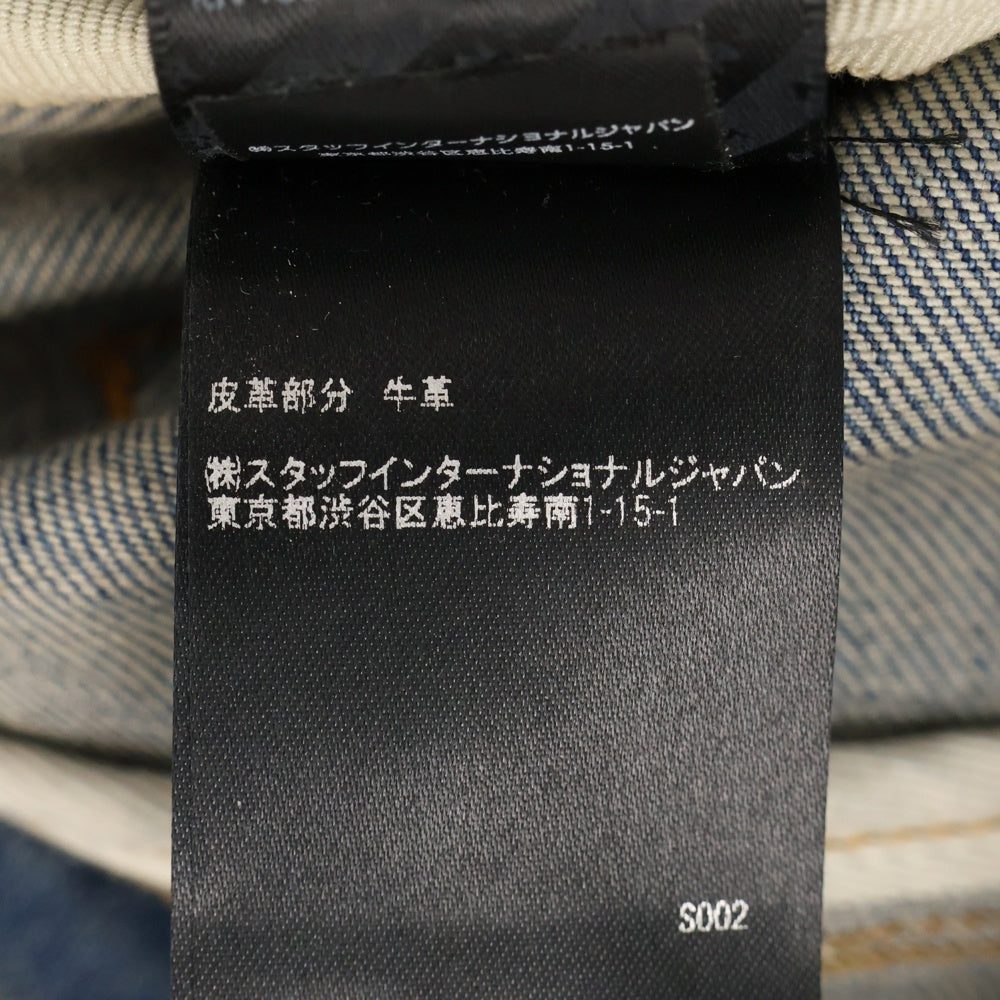 ㈱スタッフインターナショナルジャパン
東京都渋谷区恵比寿南1-15-1
皮革部分 牛革
㈱スタッフインターナショナルジャパン
東京都渋谷区恵比寿南1-15-1
S002